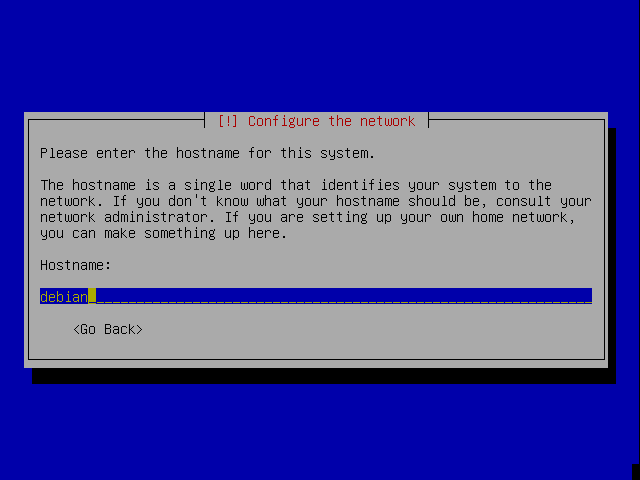 [!] Configure the network
Please enter the hostname for this system.
The hostname is a single word that identifies your system to the
network. If you don't know what your hostname should be, consult your
network administrator. If you are setting up your own home network,
you can make something up here.
Hostname:
debian
<Go Back>